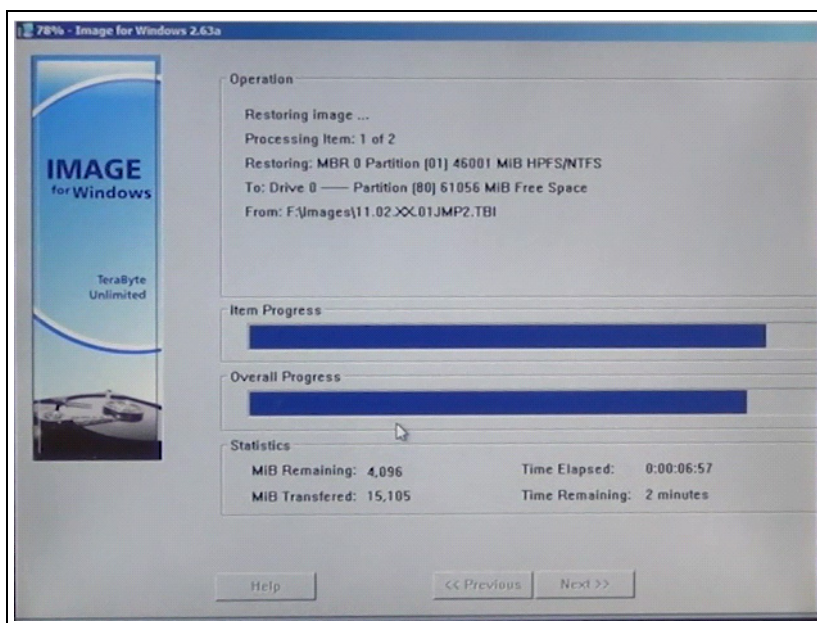 78% - Image for Windows 2.63a
IMAGE
for Windows
TeraByte
Unlimited
Operation
Restoring image ...
Processing Item: 1 of 2
Restoring: MBR 0 Partition [01] 46001 MiB HPFS/NTFS
To: Drive 0 —— Partition [80] 61056 MiB Free Space
From: F:\Images\11.02.XX.01JMP2.TBI
Item Progress
Overall Progress
Statistics
MiB Remaining: 4,096 Time Elapsed: 0:00:06:57
MiB Transfered: 15,105 Time Remaining: 2 minutes
Help << Previous Next >>